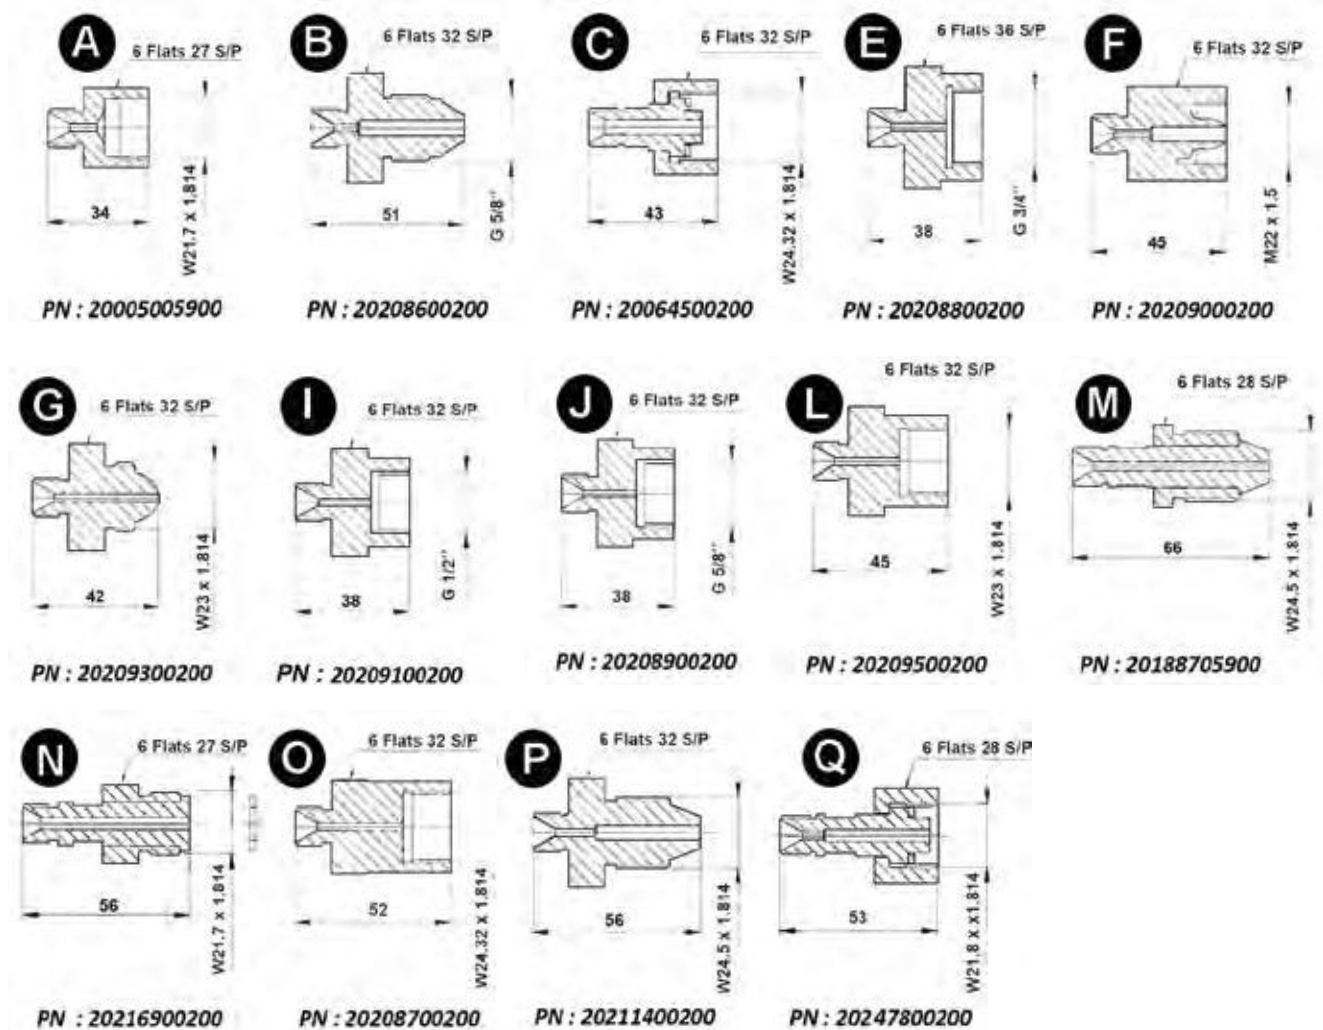 A
6 Flats 27 S/P
34
W21.7 x 1.814
PN : 20005005900
B
6 Flats 32 S/P
51
G 5/8"
PN : 20208600200
C
6 Flats 32 S/P
43
W24.32 x 1.814
PN : 20064500200
E
6 Flats 36 S/P
38
G 3/4''
PN : 20208800200
F
6 Flats 32 S/P
45
M22 x 1.5
PN : 20209000200
G
6 Flats 32 S/P
42
W23 x 1.814
PN : 20209300200
I
6 Flats 32 S/P
38
G 1/2"
PN : 20209100200
J
6 Flats 32 S/P
38
G 5/8''
PN : 20208900200
L
6 Flats 32 S/P
45
W23 x 1.814
PN : 20209500200
M
6 Flats 28 S/P
66
W24.5 x 1.814
PN : 20188705900
N
6 Flats 27 S/P
56
W21.7 x 1.814
PN : 20216900200
O
6 Flats 32 S/P
52
W24.32 x 1.814
PN : 20208700200
P
6 Flats 32 S/P
56
W24.5 x 1.814
PN : 20211400200
Q
6 Flats 28 S/P
53
W21.8 x x1.814
PN : 20247800200